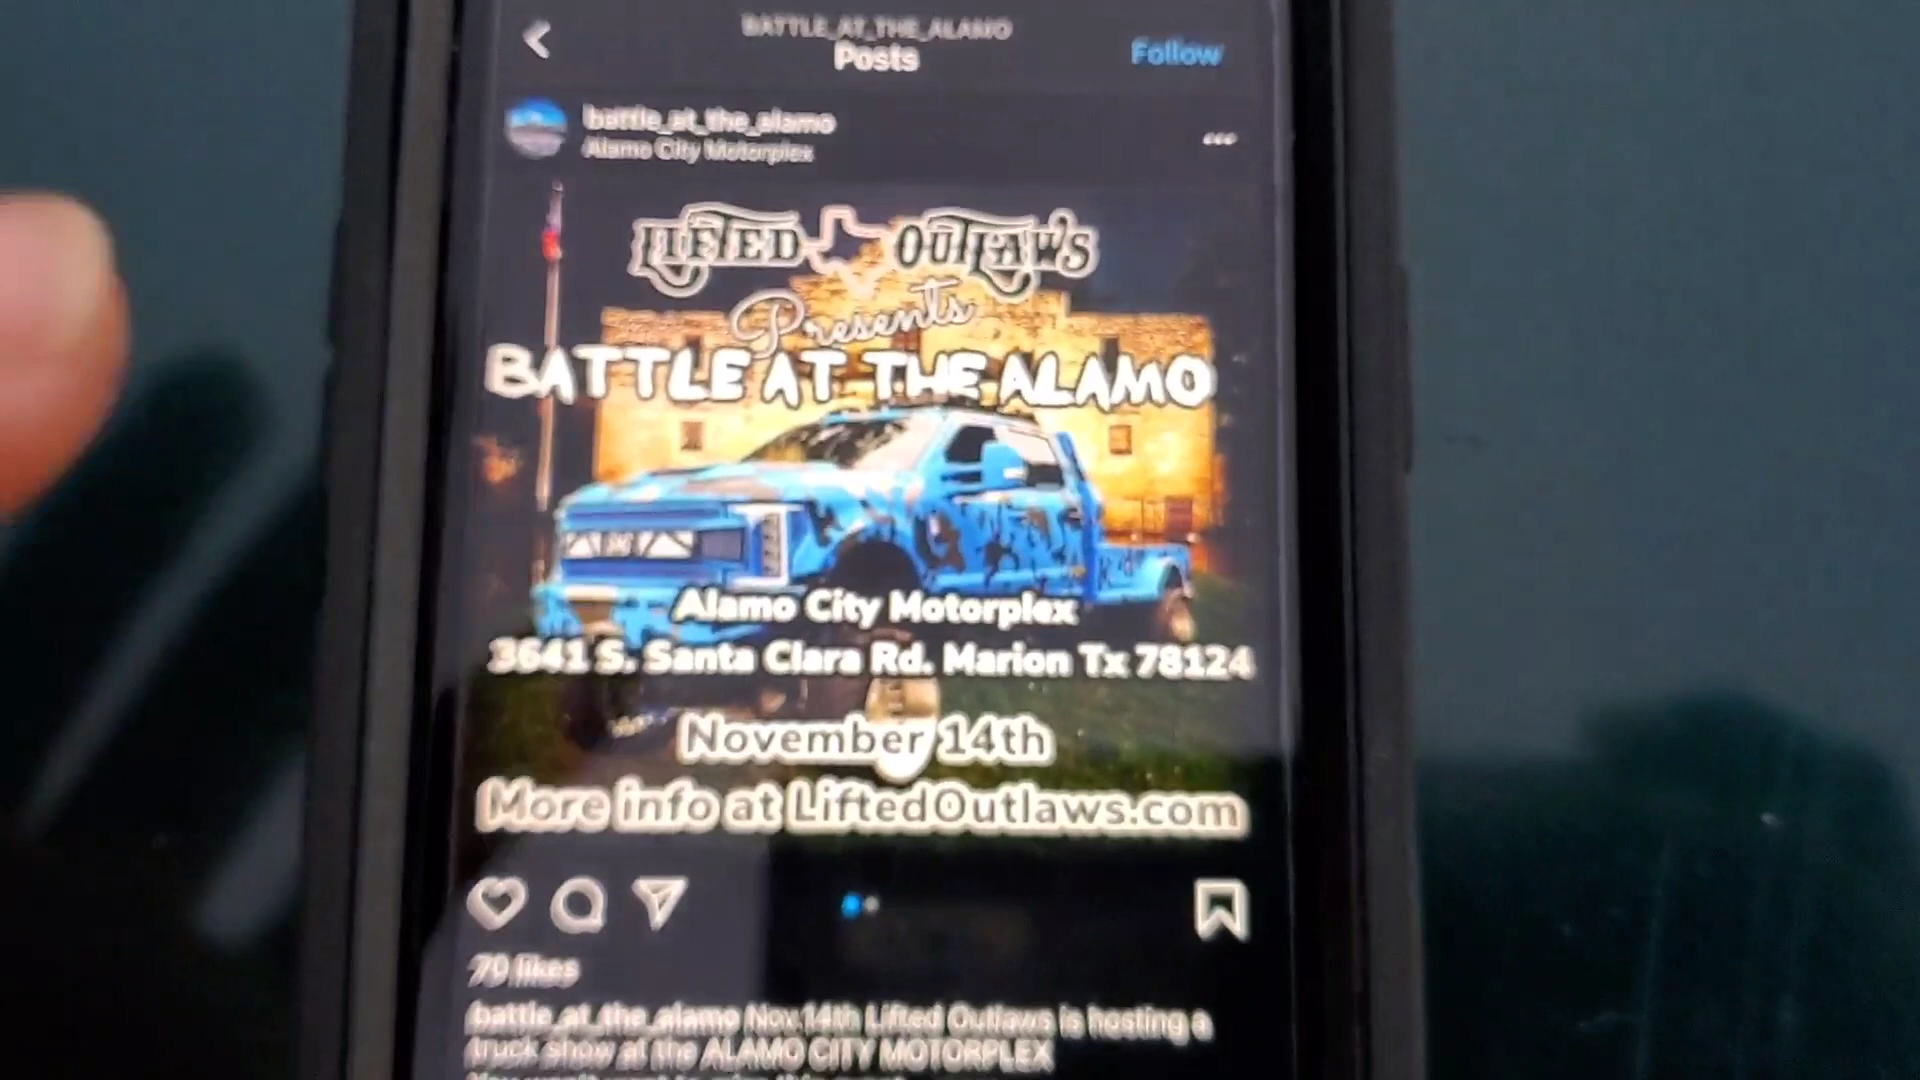 BATTLE_AT_THE_ALAMO
Posts
Follow
battle_at_the_alamo
Alamo City Motorplex
LIFTED OUTLAWS
Presents
BATTLE AT THE ALAMO
Alamo City Motorplex
3641 S. Santa Clara Rd. Marion Tx 78124
November 14th
More info at LiftedOutlaws.com
70 likes
battle_at_the_alamo Nov.14th Lifted Outlaws is hosting a
truck show at the ALAMO CITY MOTORPLEX